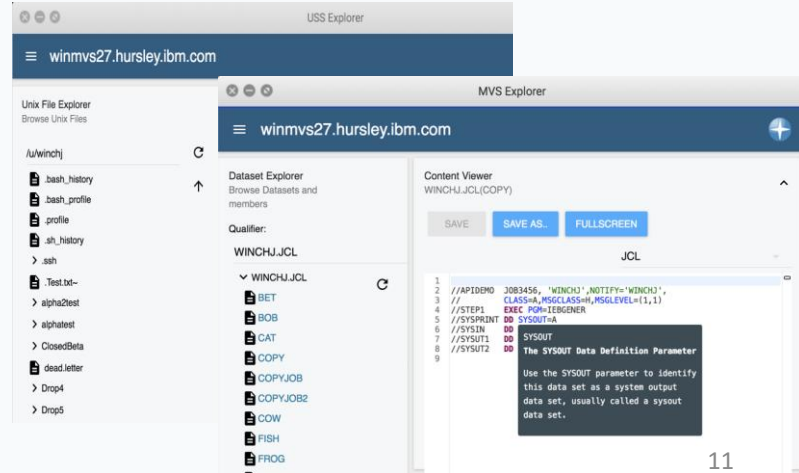 USS Explorer
winmvs27.hursley.ibm.com
Unix File Explorer
Browse Unix Files
/u/winchj
.bash_history
.bash_profile
.profile
.sh_history
.ssh
.Test.txt~
alpha2test
alphatest
ClosedBeta
dead.letter
Drop4
Drop5
MVS Explorer
winmvs27.hursley.ibm.com
Dataset Explorer
Browse Datasets and
members
Qualifier:
WINCHJ.JCL
WINCHJ.JCL
BET
BOB
CAT
COPY
COPYJOB
COPYJOB2
COW
FISH
FROG
Content Viewer
WINCHJ.JCL(COPY)
SAVE SAVE AS.. FULLSCREEN
JCL
1
2 //APIDEMO JOB3456, 'WINCHJ',NOTIFY='WINCHJ',
3 // CLASS=A,MSGCLASS=H,MSGLEVEL=(1,1)
4 //STEP1 EXEC PGM=IEBGENER
5 //SYSPRINT DD SYSOUT=A
6 //SYSIN DD
7 //SYSUT1 DD
8 //SYSUT2 DD
9
SYSOUT
The SYSOUT Data Definition Parameter
Use the SYSOUT parameter to identify
this data set as a system output
data set, usually called a sysout
data set.
11